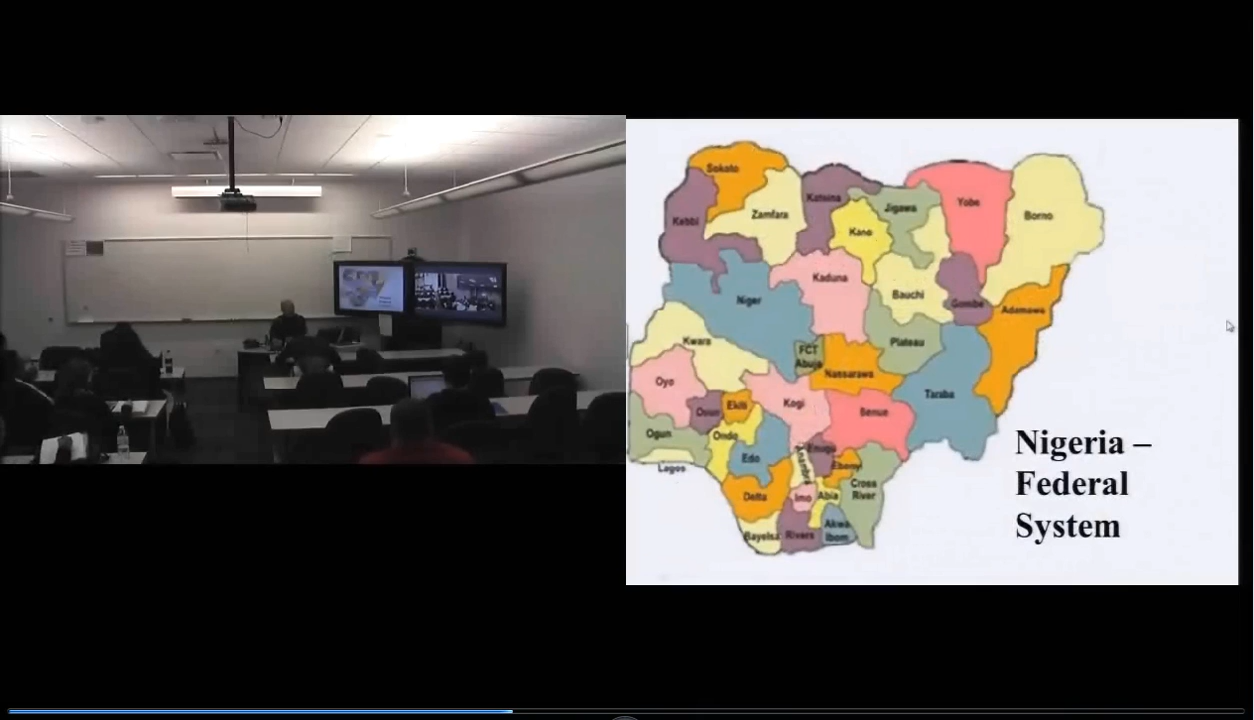 Sokoto
Katsina
Jigawa
Yobe
Borno
Kebbi
Zamfara
Kano
Kaduna
Niger
Bauchi
Gombe
Adamawa
Kwara
FCT
Abuja
Plateau
Nassarawa
Oyo
Kogi
Taraba
Osun
Ekiti
Benue
Ogun
Ondo
Edo
Enugu
Lagos
Anambra
Ebonyi
Cross
River
Delta
Imo
Abia
Akwa
Ibom
Bayelsa
Rivers
Nigeria –
Federal
System